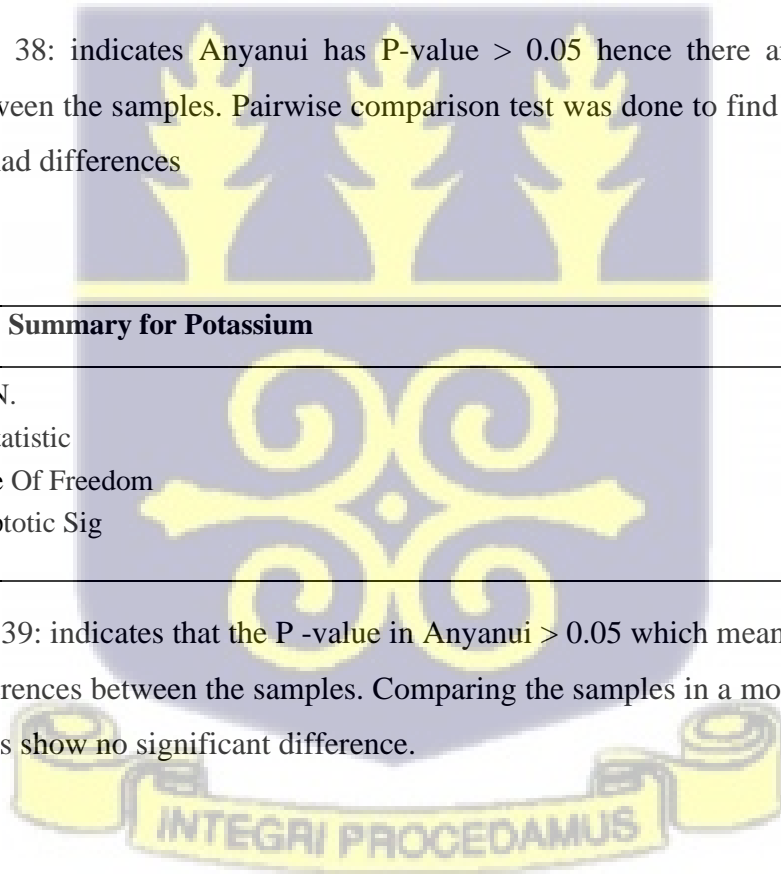 38: indicates Anyanui has P-value > 0.05 hence there a
ween the samples. Pairwise comparison test was done to find
ad differences
Summary for Potassium
N.
atistic
e Of Freedom
totic Sig
39: indicates that the P -value in Anyanui > 0.05 which mean
rences between the samples. Comparing the samples in a mo
s show no significant difference.
INTEGRI PROCEDAMUS